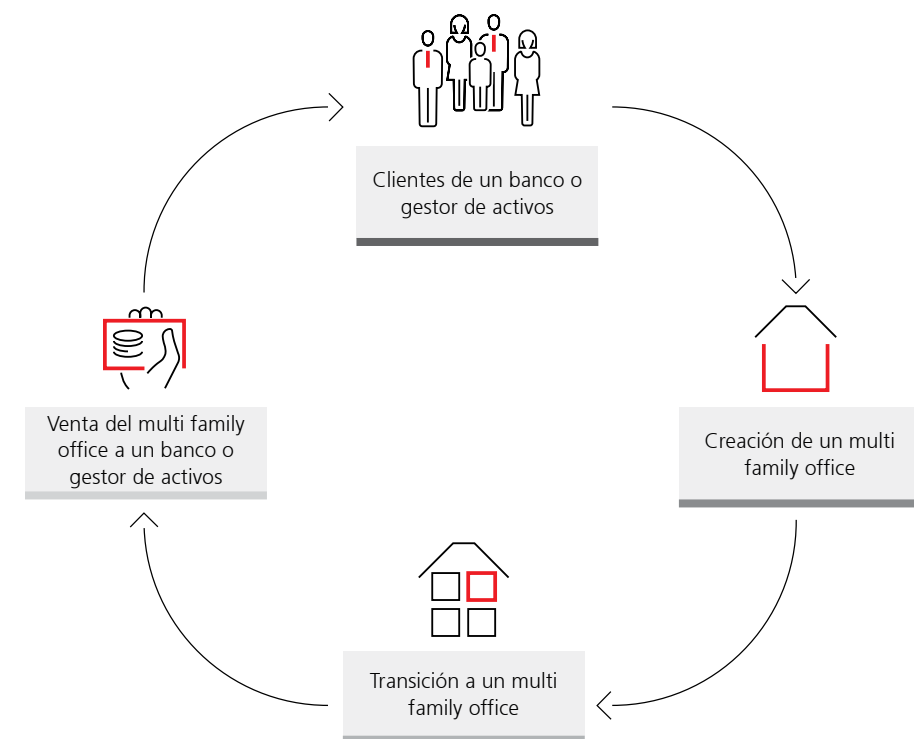 Clientes de un banco o
gestor de activos
Creación de un multi
family office
Transición a un multi
family office
Venta del multi family
office a un banco o
gestor de activos